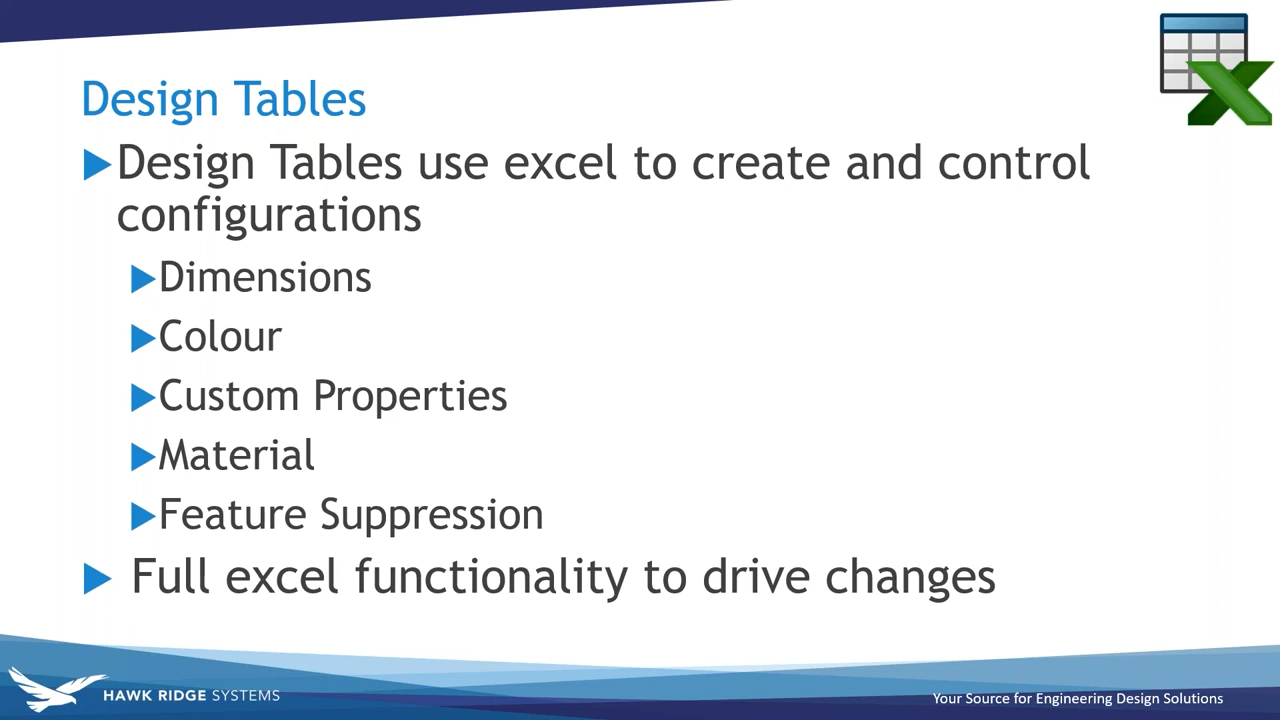 Design Tables
Design Tables use excel to create and control
configurations
Dimensions
Colour
Custom Properties
Material
Feature Suppression
Full excel functionality to drive changes
HAWK RIDGE SYSTEMS
Your Source for Engineering Design Solutions